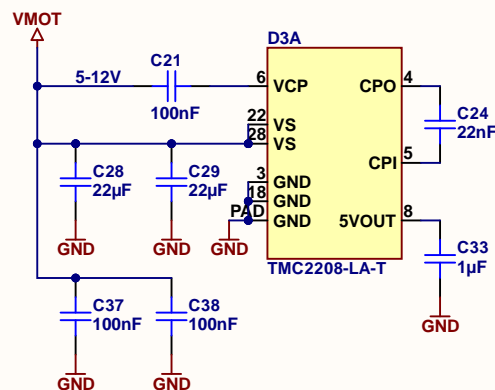 VMOT
D3A
C21
5-12V
100nF
6 VCP
CPO 4
22 VS
28 VS
C24
22nF
CPI 5
C28
22µF
C29
22µF
3 GND
18 GND
PAD GND
5VOUT 8
GND
GND
GND
TMC2208-LA-T
C33
1µF
GND
C37
100nF
C38
100nF
GND
GND